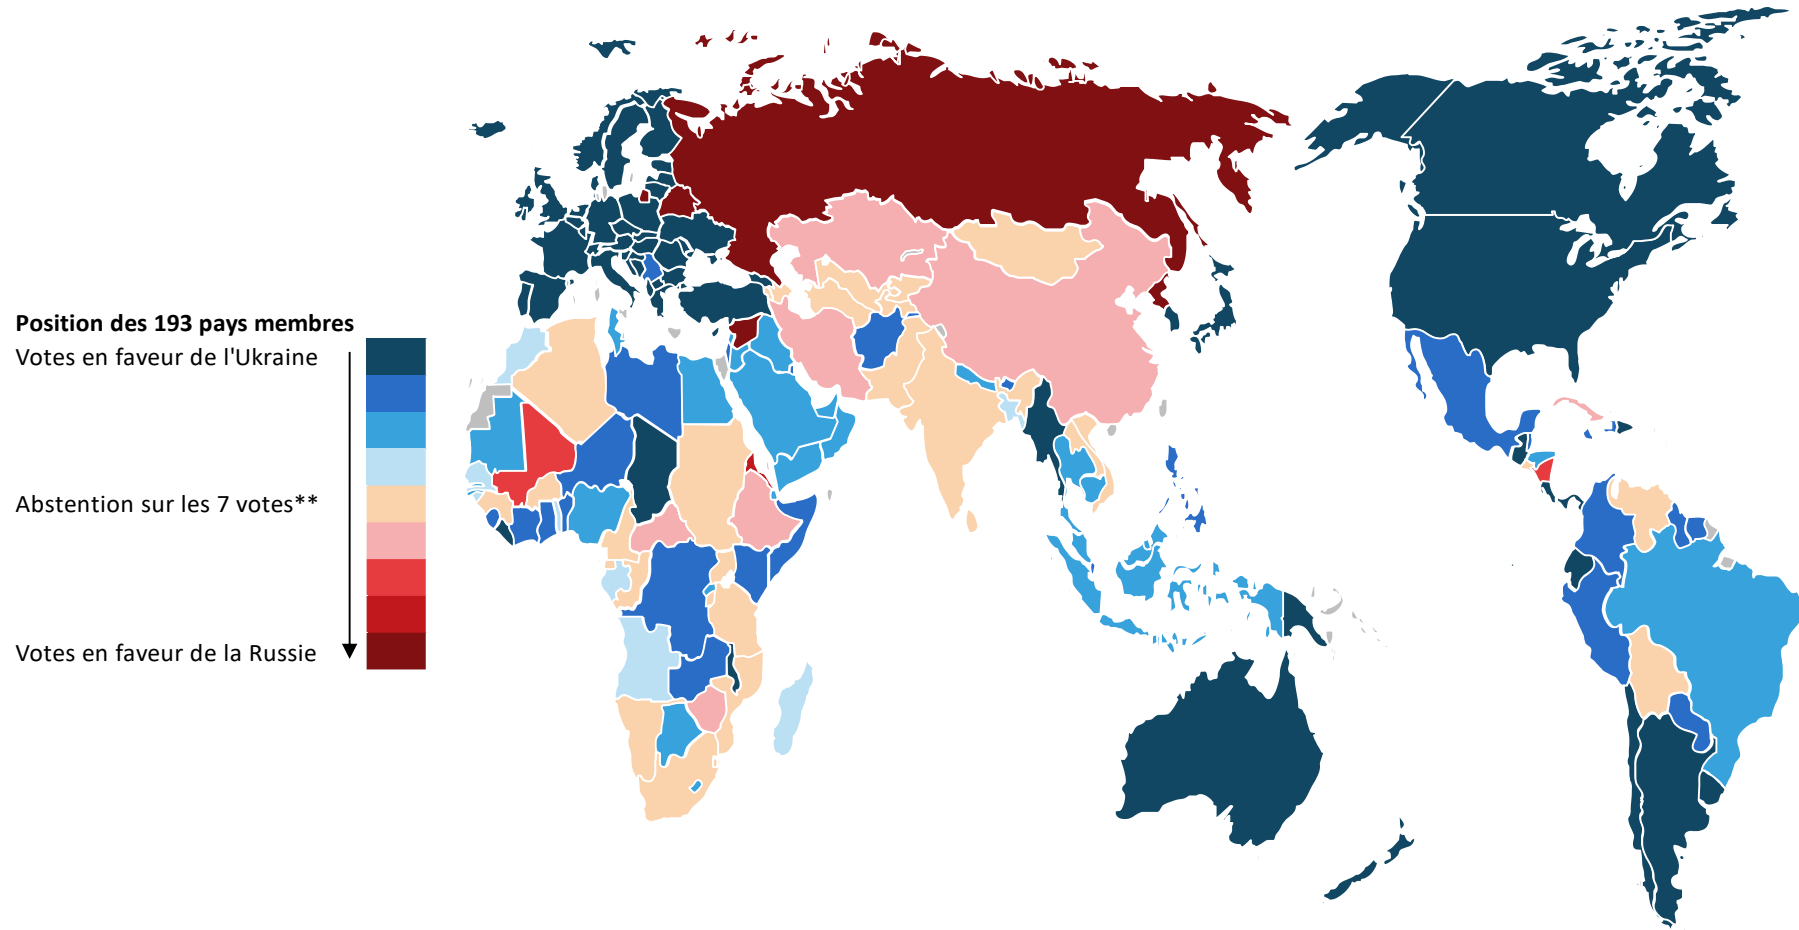 Position des 193 pays membres
Votes en faveur de l'Ukraine
Abstention sur les 7 votes**
Votes en faveur de la Russie